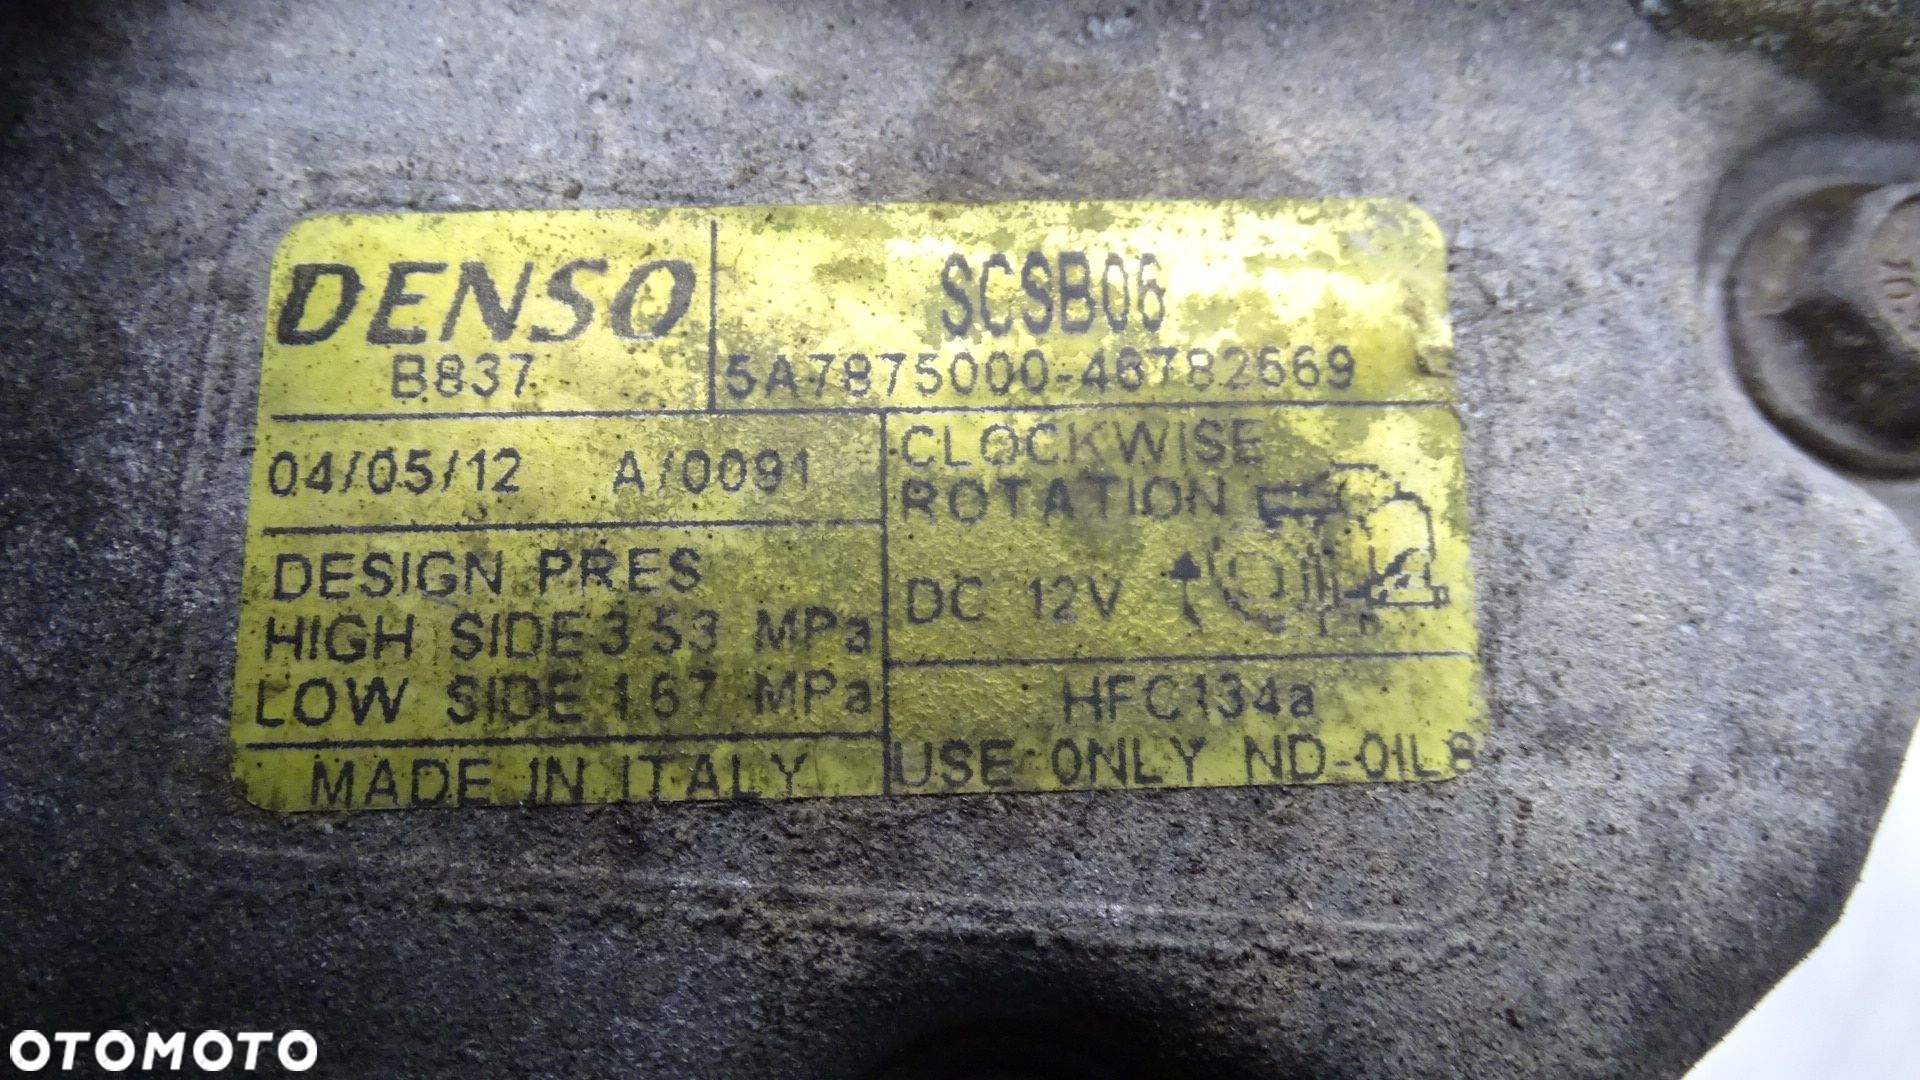 DENSO
B837
SCSB06
5A7875000-46782669
04/05/12 A/0091
CLOCKWISE
ROTATION
DC 12V
DESIGN PRES
HIGH SIDE 3.53 MPa
LOW SIDE 1.67 MPa
HFC134a
MADE IN ITALY
USE ONLY ND-OIL8
OTOMOTO